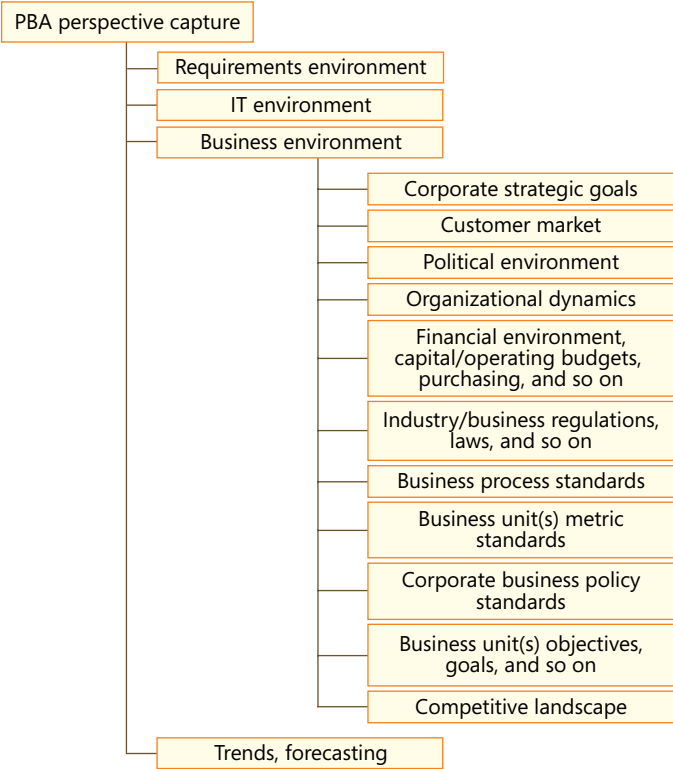 PBA perspective capture
Requirements environment
IT environment
Business environment
Corporate strategic goals
Customer market
Political environment
Organizational dynamics
Financial environment,
capital/operating budgets,
purchasing, and so on
Industry/business regulations,
laws, and so on
Business process standards
Business unit(s) metric
standards
Corporate business policy
standards
Business unit(s) objectives,
goals, and so on
Competitive landscape
Trends, forecasting